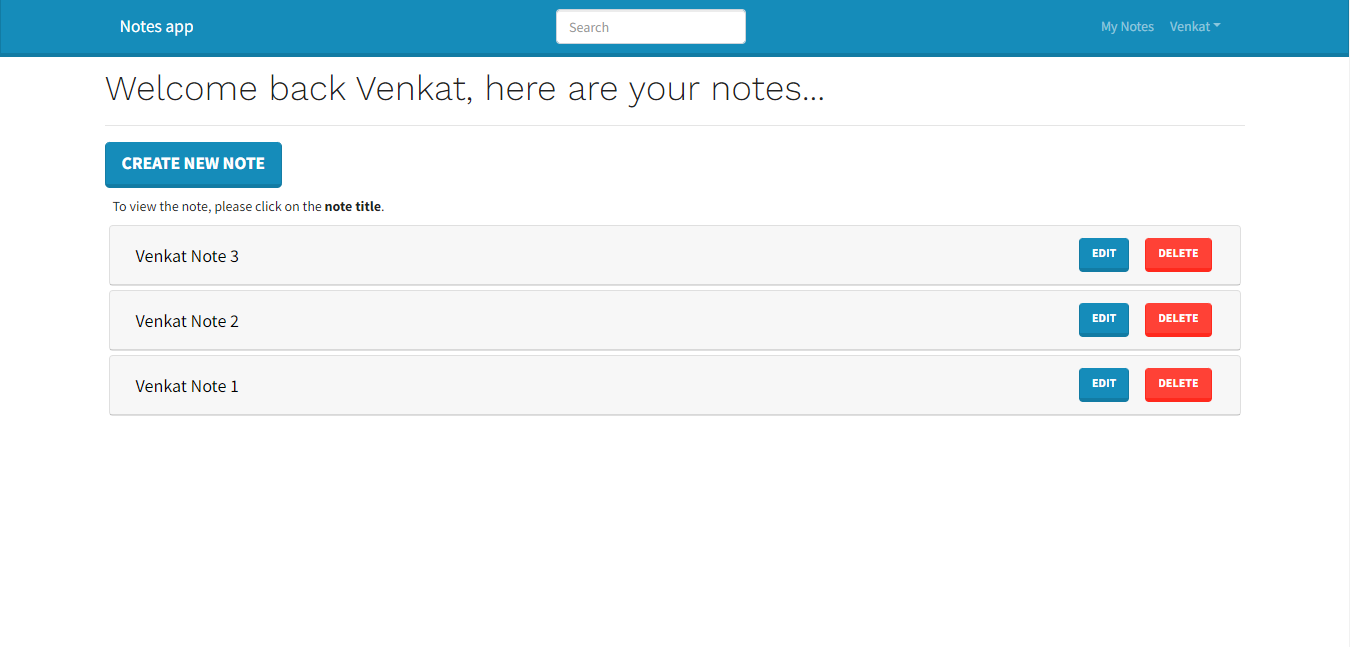 Notes app
Search
My Notes
Venkat
Welcome back Venkat, here are your notes...
CREATE NEW NOTE
To view the note, please click on the note title.
Venkat Note 3
EDIT
DELETE
Venkat Note 2
EDIT
DELETE
Venkat Note 1
EDIT
DELETE